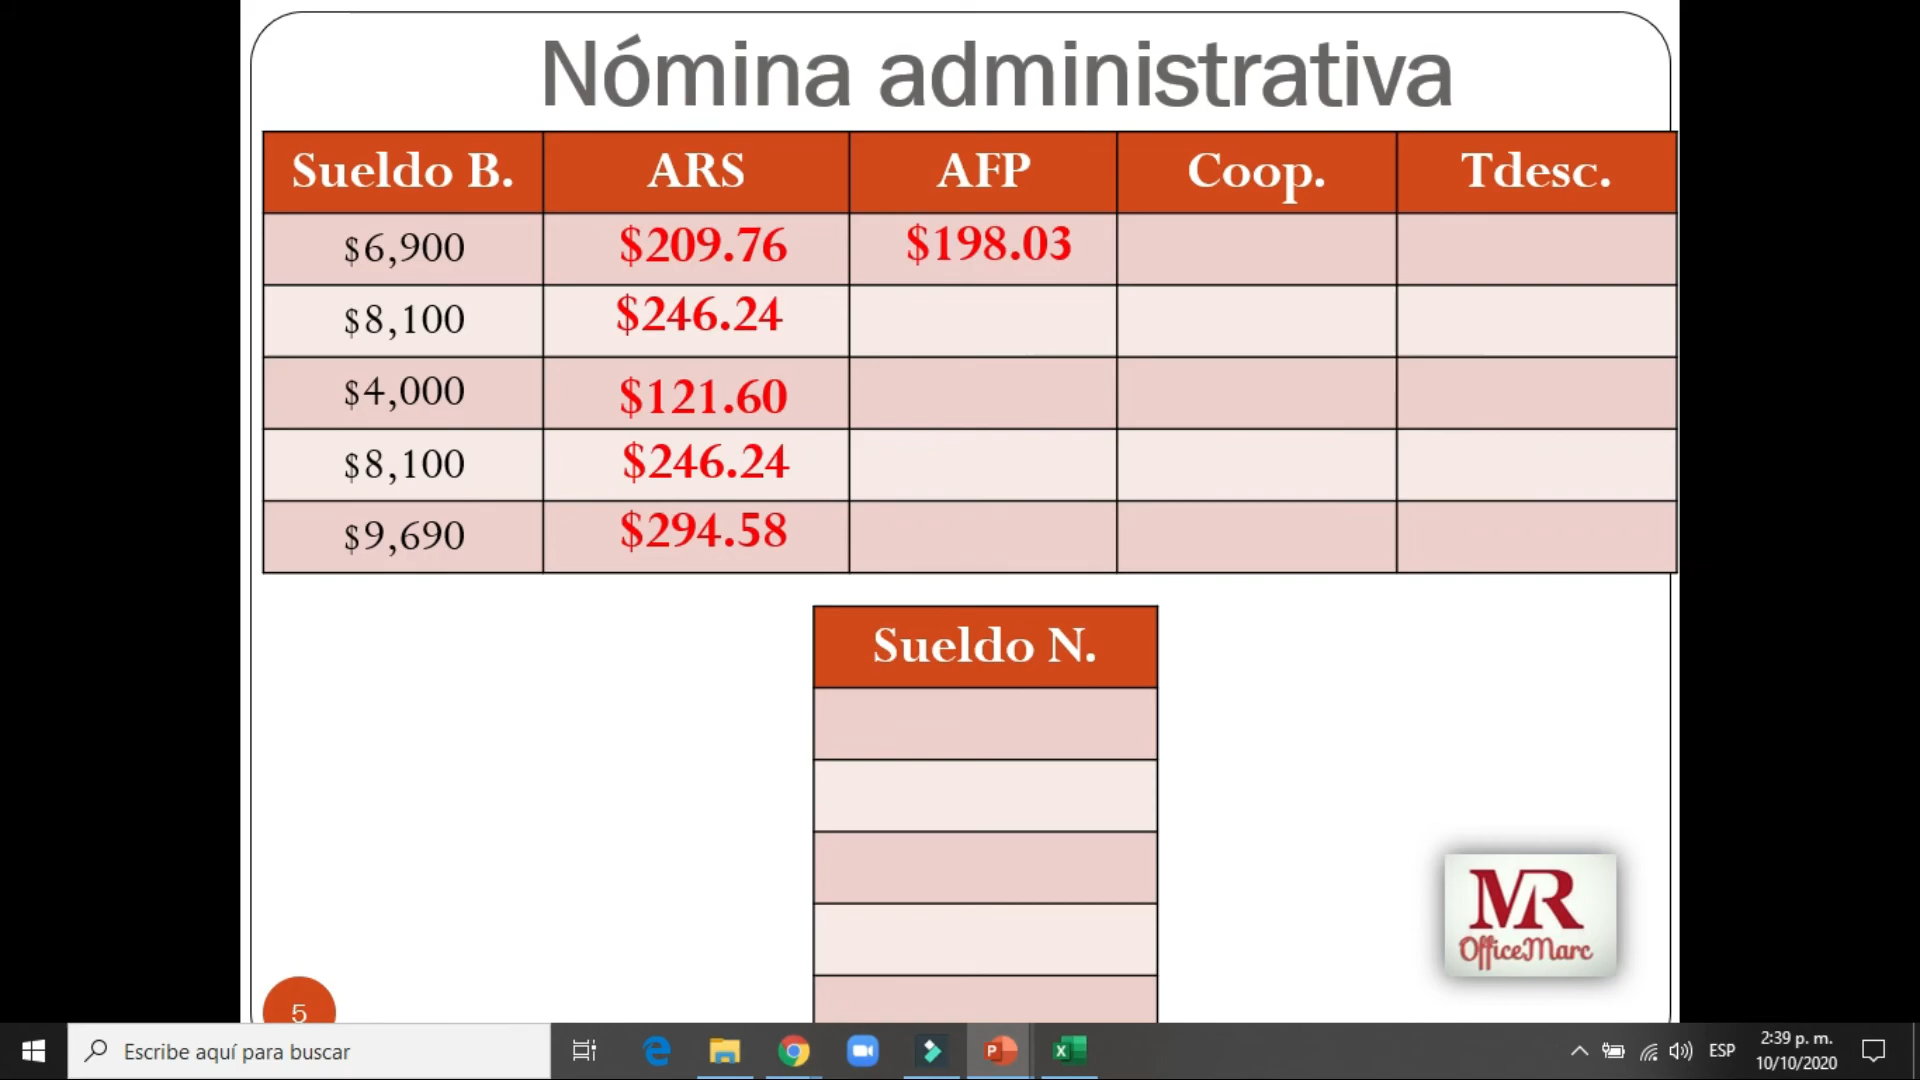 Nómina administrativa
Sueldo B. ARS AFP Coop. Tdesc.
$6,900 $209.76 $198.03
$8,100 $246.24
$4,000 $121.60
$8,100 $246.24
$9,690 $294.58
Sueldo N.
MR
OfficeMarc
5
Escribe aquí para buscar
ESP
2:39 p. m.
10/10/2020